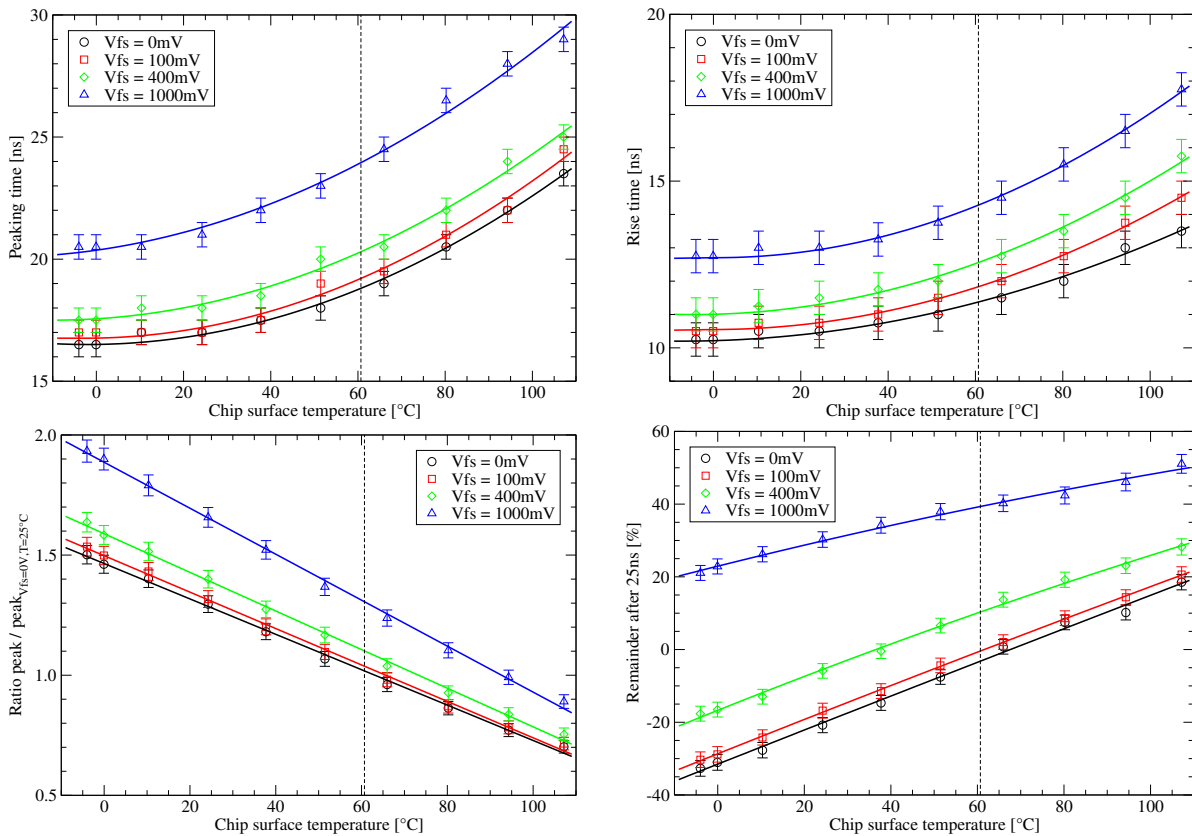 30
25
20
15
Peaking time [ns]
Vfs = 0mV
Vfs = 100mV
Vfs = 400mV
Vfs = 1000mV
0 20 40 60 80 100
Chip surface temperature [°C]
20
15
10
Rise time [ns]
Vfs = 0mV
Vfs = 100mV
Vfs = 400mV
Vfs = 1000mV
0 20 40 60 80 100
Chip surface temperature [°C]
2.0
1.5
1.0
0.5
Ratio peak / peak Vfs=0V, T=25°C
Vfs = 0mV
Vfs = 100mV
Vfs = 400mV
Vfs = 1000mV
0 20 40 60 80 100
Chip surface temperature [°C]
60
40
20
0
-20
-40
Remainder after 25ns [%]
Vfs = 0mV
Vfs = 100mV
Vfs = 400mV
Vfs = 1000mV
0 20 40 60 80 100
Chip surface temperature [°C]